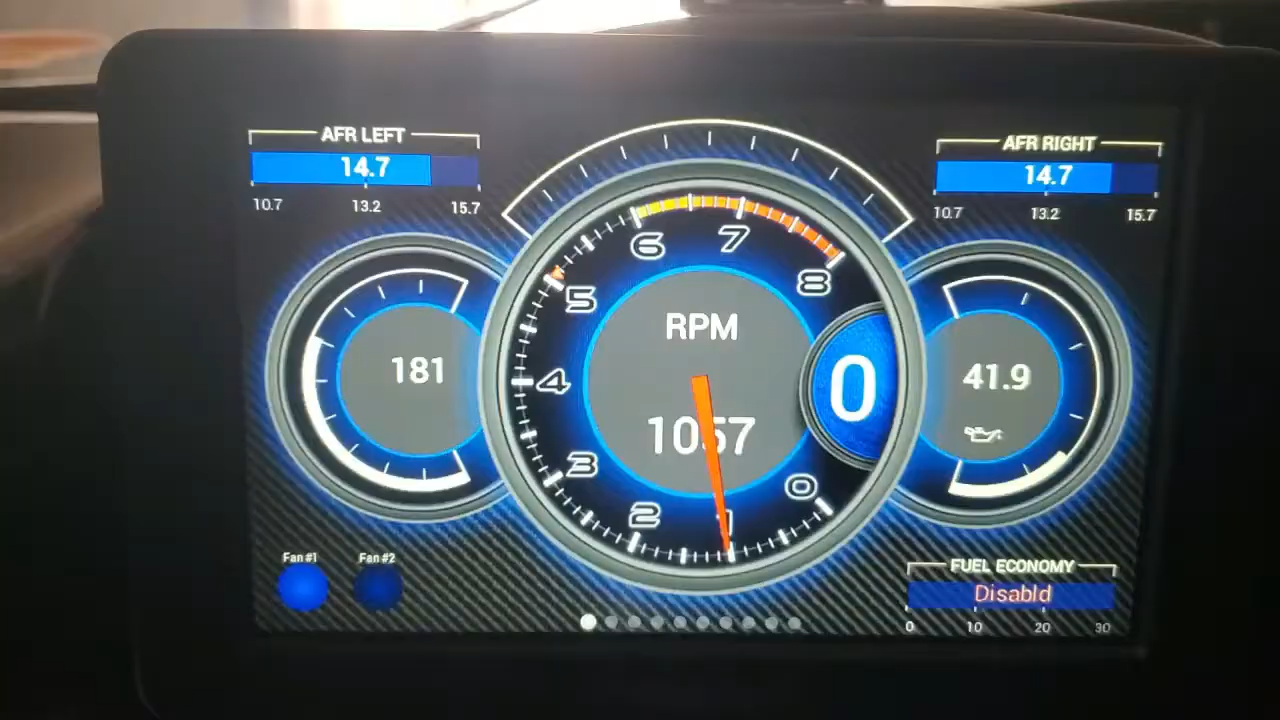 AFR LEFT
14.7
10.7 13.2 15.7
AFR RIGHT
14.7
10.7 13.2 15.7
6 7
5 8
RPM
181
4
0
41.9
1057
3
0
2 1
Fan #1 Fan #2
FUEL ECONOMY
Disabld
0 10 20 30